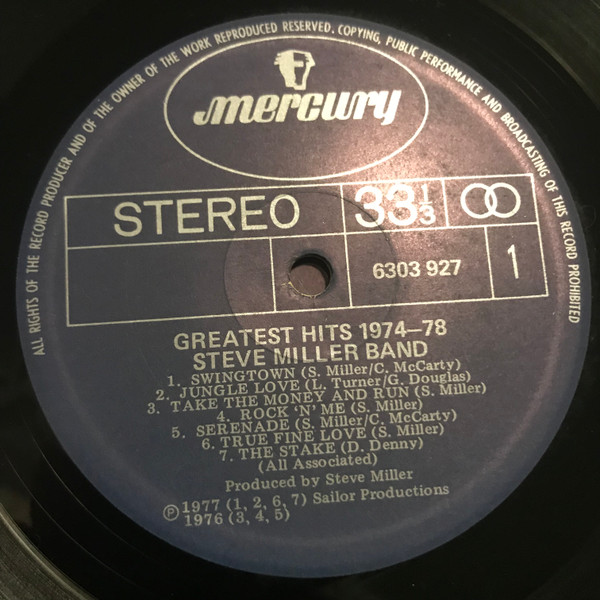 ALL RIGHTS OF THE RECORD PRODUCER AND OF THE OWNER OF THE WORK REPRODUCED RESERVED. COPYING, PUBLIC PERFORMANCE AND BROADCASTING OF THIS RECORD PROHIBITED
mercury
STEREO 33 1/3
6303 927 1
GREATEST HITS 1974—78
STEVE MILLER BAND
1. SWINGTOWN (S. Miller/C. McCarty)
2. JUNGLE LOVE (L. Turner/G. Douglas)
3. TAKE THE MONEY AND RUN (S. Miller)
4. ROCK 'N' ME (S. Miller)
5. SERENADE (S. Miller/C. McCarty)
6. TRUE FINE LOVE (S. Miller)
7. THE STAKE (D. Denny)
(All Associated)
Produced by Steve Miller
℗ 1977 (1, 2, 6, 7) Sailor Productions
1976 (3, 4, 5)